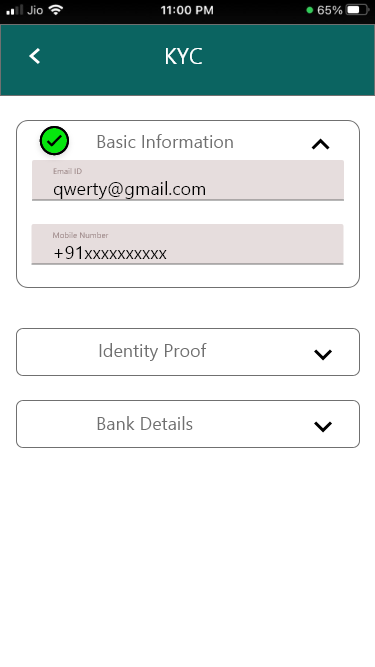 Jio 11:00 PM 65%
KYC
Basic Information
Email ID
qwerty@gmail.com
Mobile Number
+91xxxxxxxxxx
Identity Proof
Bank Details